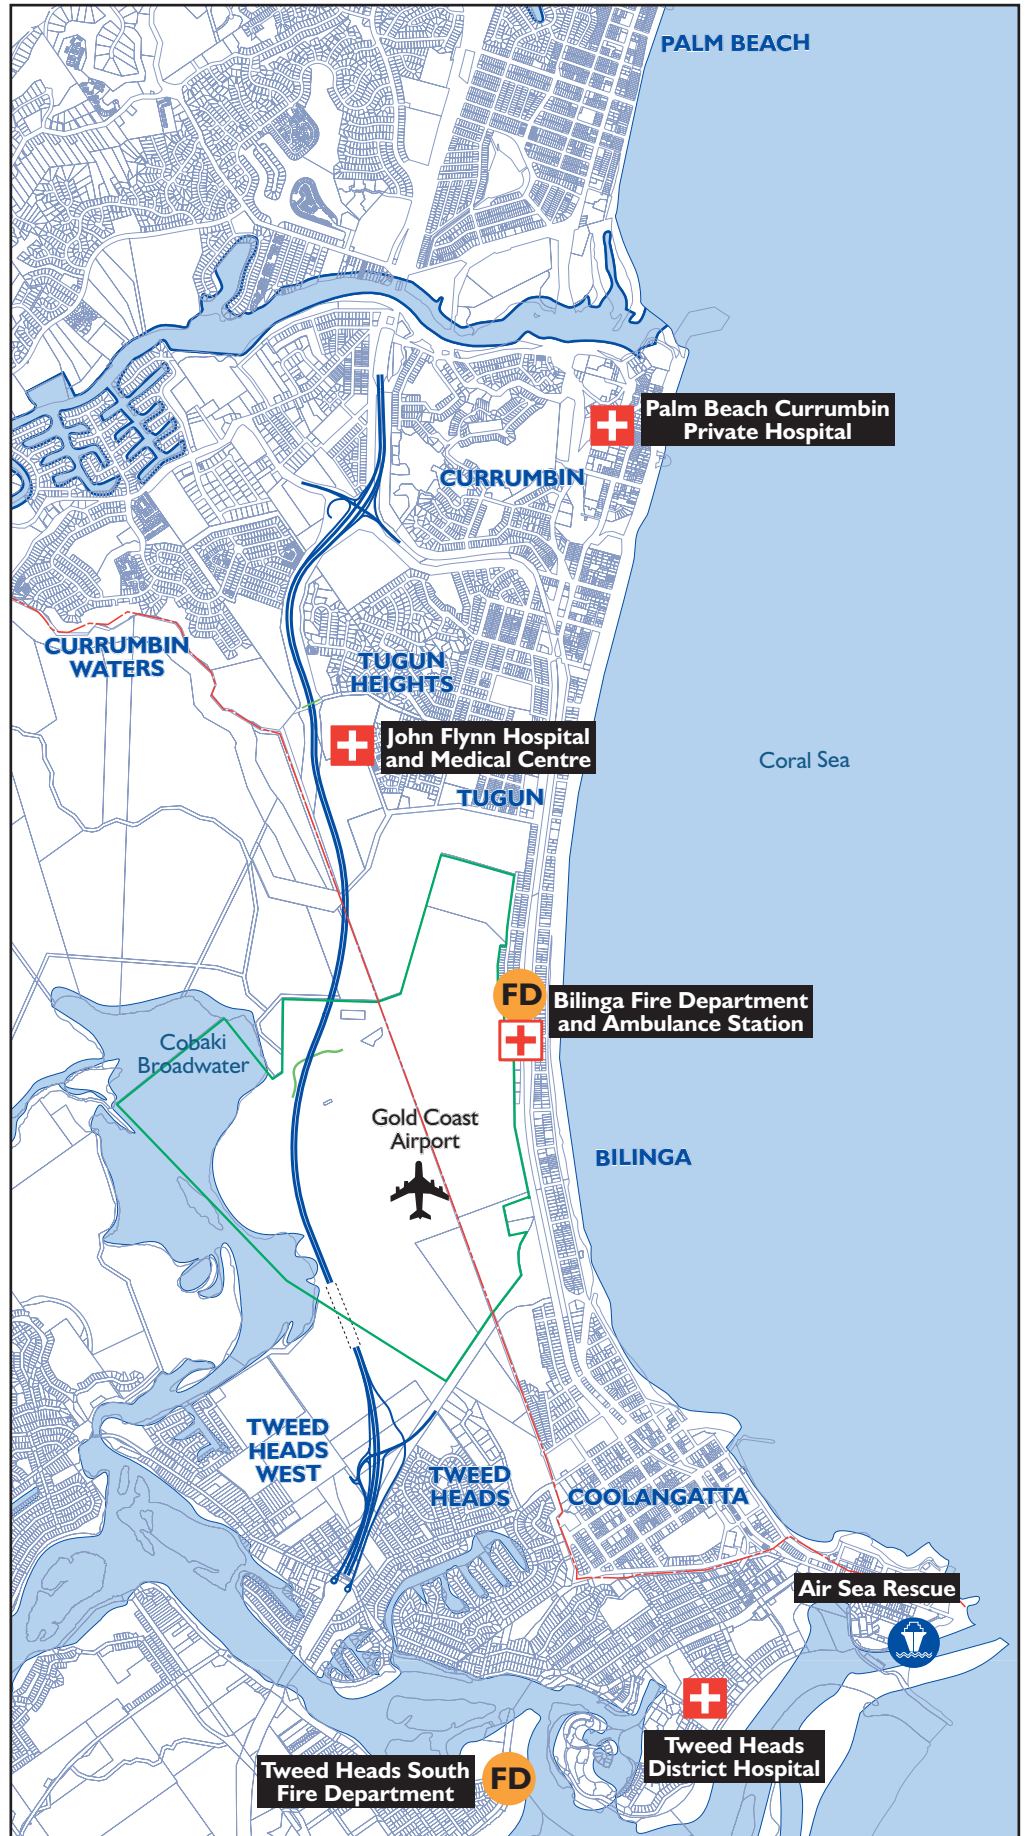 PALM BEACH
Palm Beach Currumbin
Private Hospital
CURRUMBIN
CURRUMBIN
WATERS
TUGUN
HEIGHTS
John Flynn Hospital
and Medical Centre
Coral Sea
TUGUN
FD
Bilinga Fire Department
and Ambulance Station
Cobaki
Broadwater
Gold Coast
Airport
BILINGA
TWEED
HEADS
WEST
TWEED
HEADS
COOLANGATTA
Air Sea Rescue
Tweed Heads
District Hospital
Tweed Heads South
Fire Department
FD